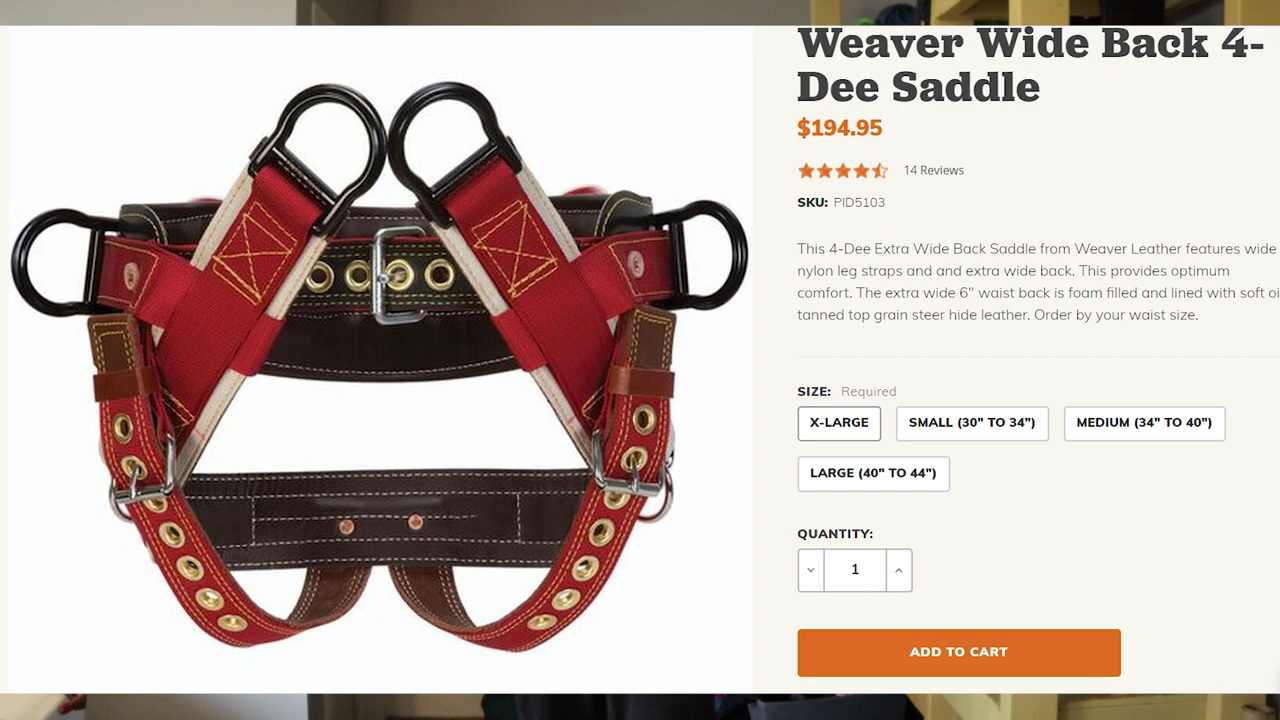 Weaver Wide Back 4-
Dee Saddle
$194.95
14 Reviews
SKU: PID5103
This 4-Dee Extra Wide Back Saddle from Weaver Leather features wide
nylon leg straps and and extra wide back. This provides optimum
comfort. The extra wide 6" waist back is foam filled and lined with soft
tanned top grain steer hide leather. Order by your waist size.
SIZE: Required
X-LARGE
SMALL (30" TO 34")
MEDIUM (34" TO 40")
LARGE (40" TO 44")
QUANTITY:
1
ADD TO CART